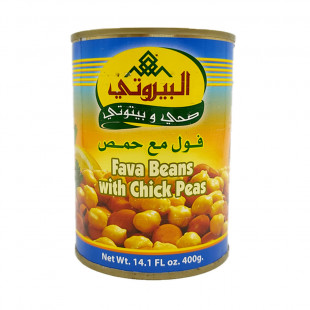 البيروتي
صحي و بيتوتي
فول مع حمص
Fava Beans
with Chick Peas
Net Wt. 14.1 FL oz. 400g.